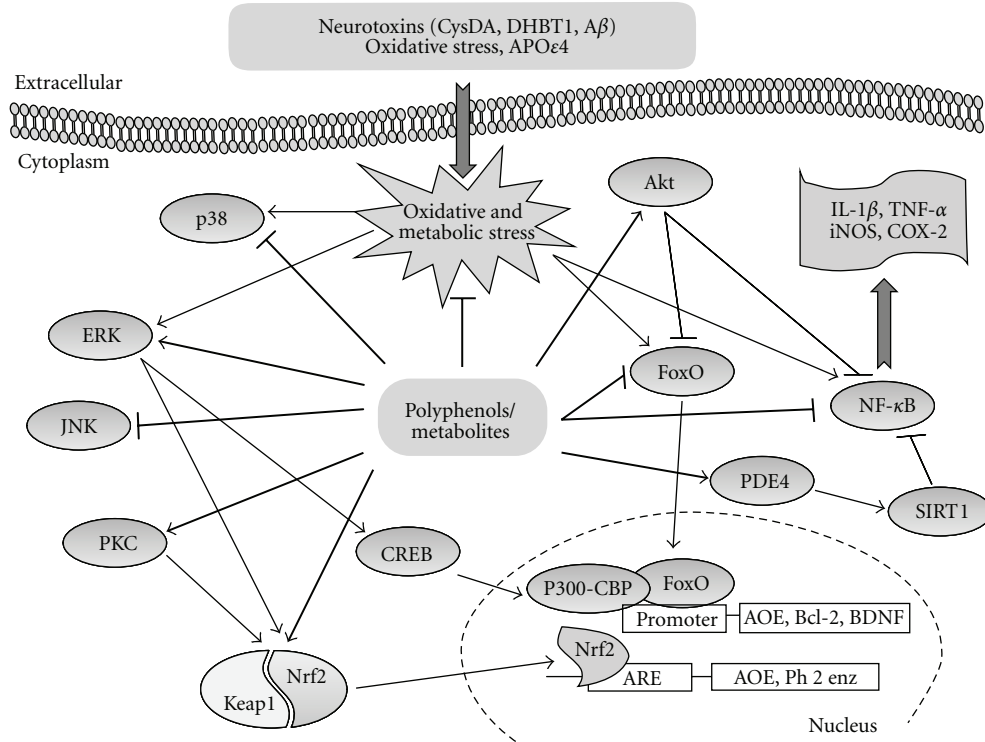 Neurotoxins (CysDA, DHBT1, Aβ)
Oxidative stress, APOε4
Extracellular
Cytoplasm
Akt
p38
Oxidative and
metabolic stress
IL-1β, TNF-α
iNOS, COX-2
ERK
FoxO
NF-κB
JNK
Polyphenols/
metabolites
PDE4
SIRT1
PKC
CREB
P300-CBP
FoxO
Promoter
AOE, Bcl-2, BDNF
Nrf2
Keap1
Nrf2
ARE
AOE, Ph 2 enz
Nucleus